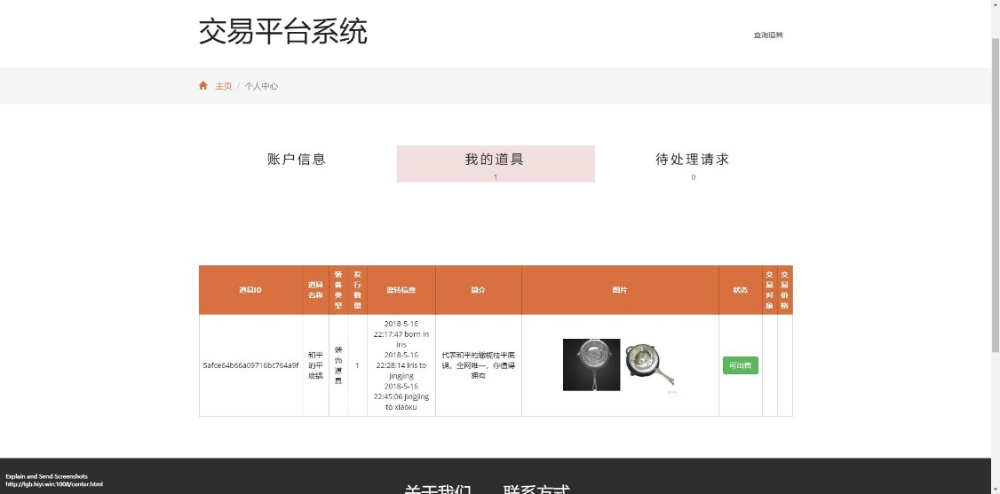 交易平台系统
查询道具
主页 / 个人中心
账户信息
我的道具
1
待处理请求
0
道具ID
道具名称
装备类型
发行数量
流转信息
简介
图片
状态
交易对象
交易价格
5afce64b66a09716bc764a9f
和平的平底锅
装饰道具
1
2018-5-16
22:17:47 born in
Iris
2018-5-16
22:28:14 Iris to
jingjing
2018-5-16
22:45:06 jingjing
to xiaoxu
代表和平的橄榄枝平底
锅，全网唯一，你值得
拥有
可出售
关于我们
联系方式
Explain and Send Screenshots
http://lgb.hiyi.win:1008/center.html